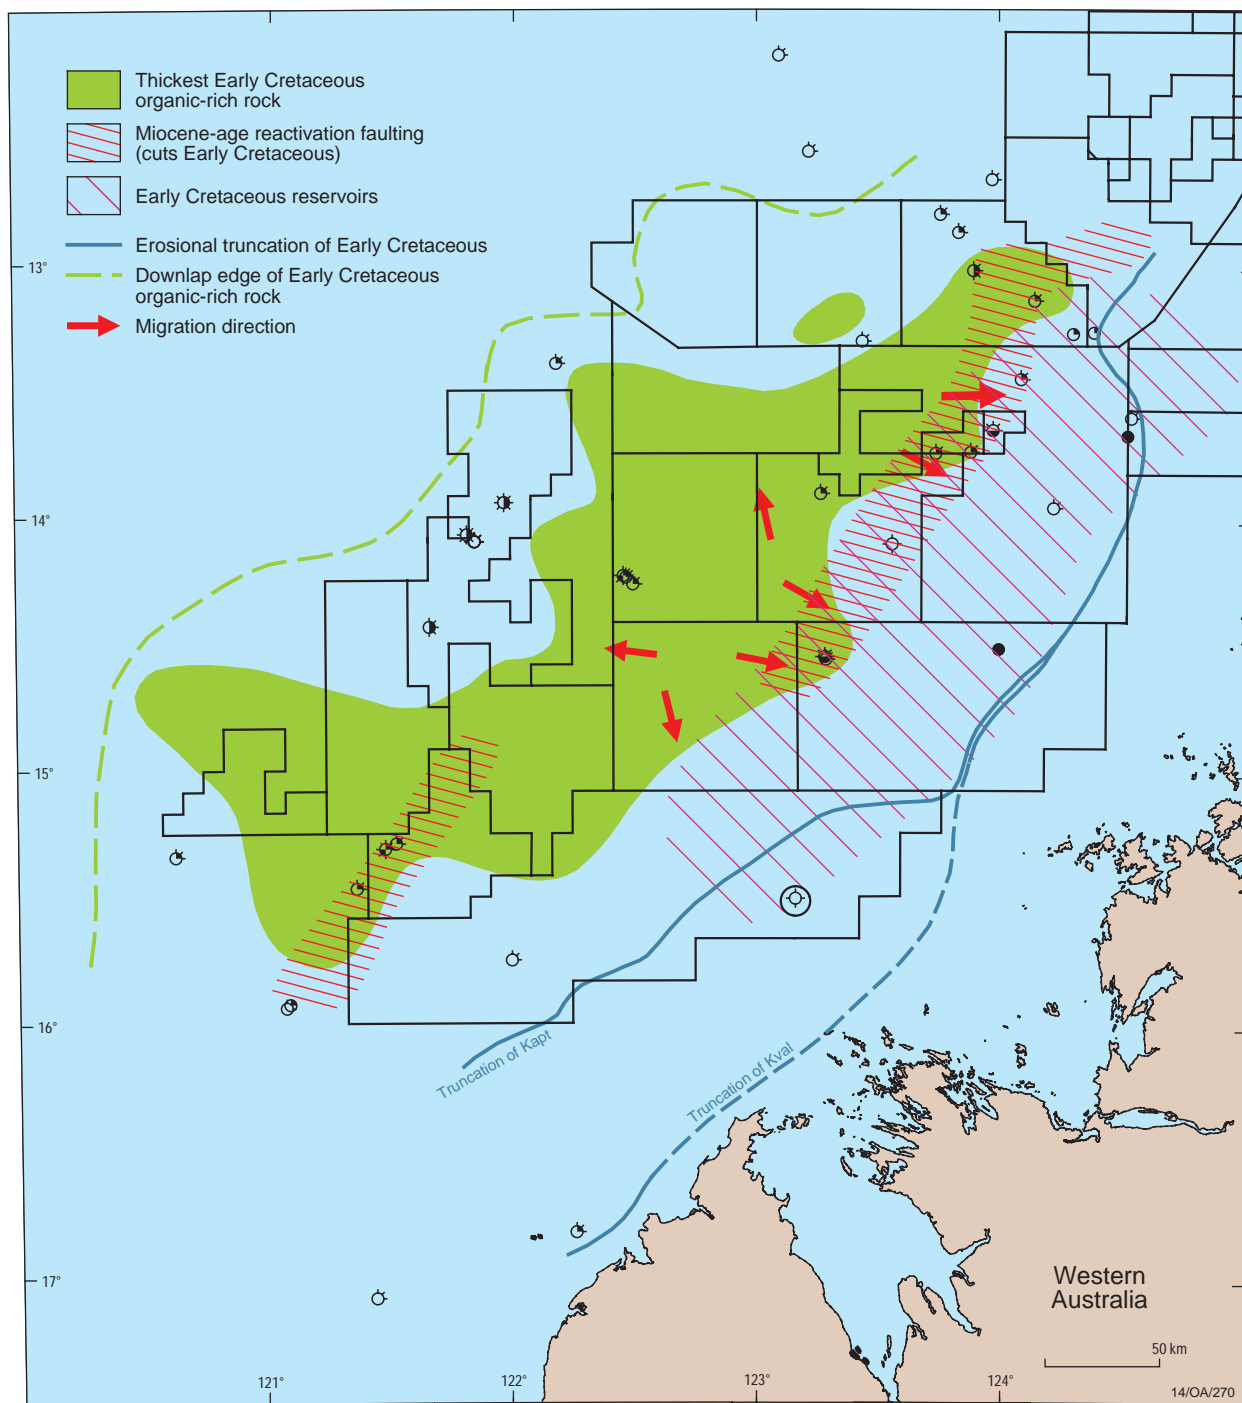 Thickest Early Cretaceous
organic-rich rock
Miocene-age reactivation faulting
(cuts Early Cretaceous)
Early Cretaceous reservoirs
Erosional truncation of Early Cretaceous
Downlap edge of Early Cretaceous
organic-rich rock
Migration direction
13°
14°
15°
16°
17°
Truncation of Kapt
Truncation of Kval
Western
Australia
50 km
121°
122°
123°
124°
14/OA/270